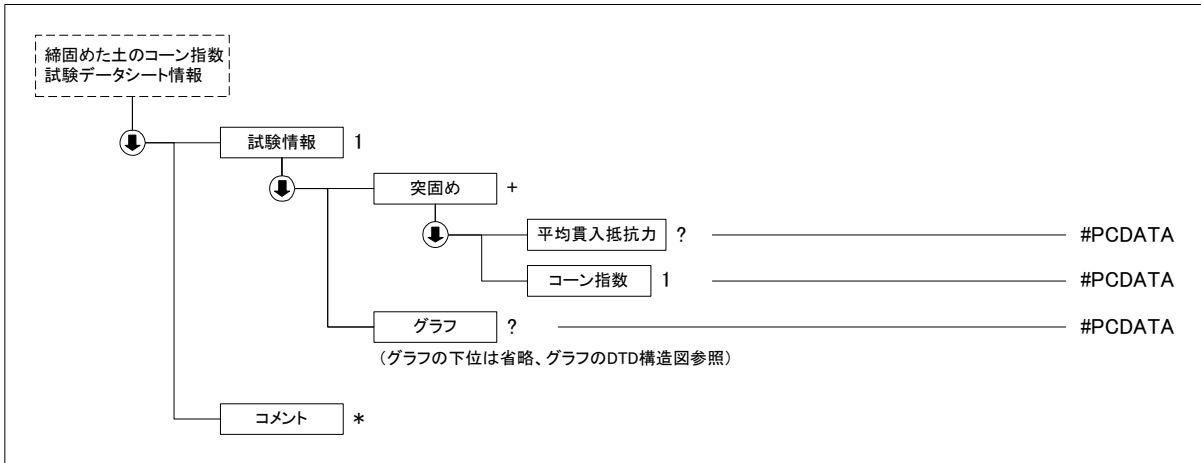 締固めた土のコーン指数
試験データシート情報
試験情報 1
突固め +
平均貫入抵抗力 ? #PCDATA
コーン指数 1 #PCDATA
グラフ ? #PCDATA
(グラフの下位は省略、グラフのDTD構造図参照)
コメント *